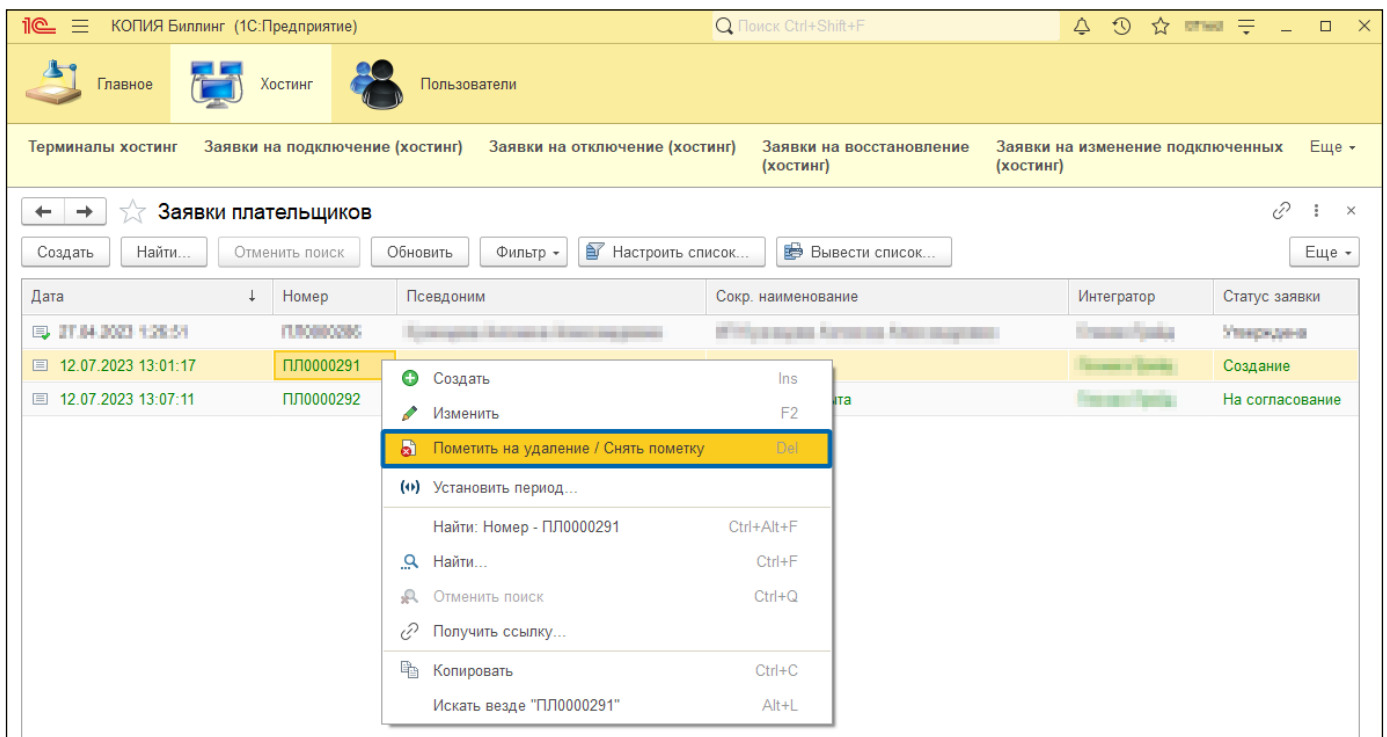 1С КОПИЯ Биллинг (1С:Предприятие) Поиск Ctrl+Shift+F
Главное Хостинг Пользователи
Терминалы хостинг Заявки на подключение (хостинг) Заявки на отключение (хостинг) Заявки на восстановление (хостинг) Заявки на изменение подключенных (хостинг) Еще
Заявки плательщиков
Создать Найти... Отменить поиск Обновить Фильтр Настроить список... Вывести список... Еще
Дата ↓ Номер Псевдоним Сокр. наименование Интегратор Статус заявки
12.07.2023 13:01:17 ПЛ0000291 Создание
12.07.2023 13:07:11 ПЛ0000292 На согласование
Создать Ins
Изменить F2
Пометить на удаление / Снять пометку Del
Установить период...
Найти: Номер - ПЛ0000291 Ctrl+Alt+F
Найти... Ctrl+F
Отменить поиск Ctrl+Q
Получить ссылку...
Копировать Ctrl+C
Искать везде "ПЛ0000291" Alt+L